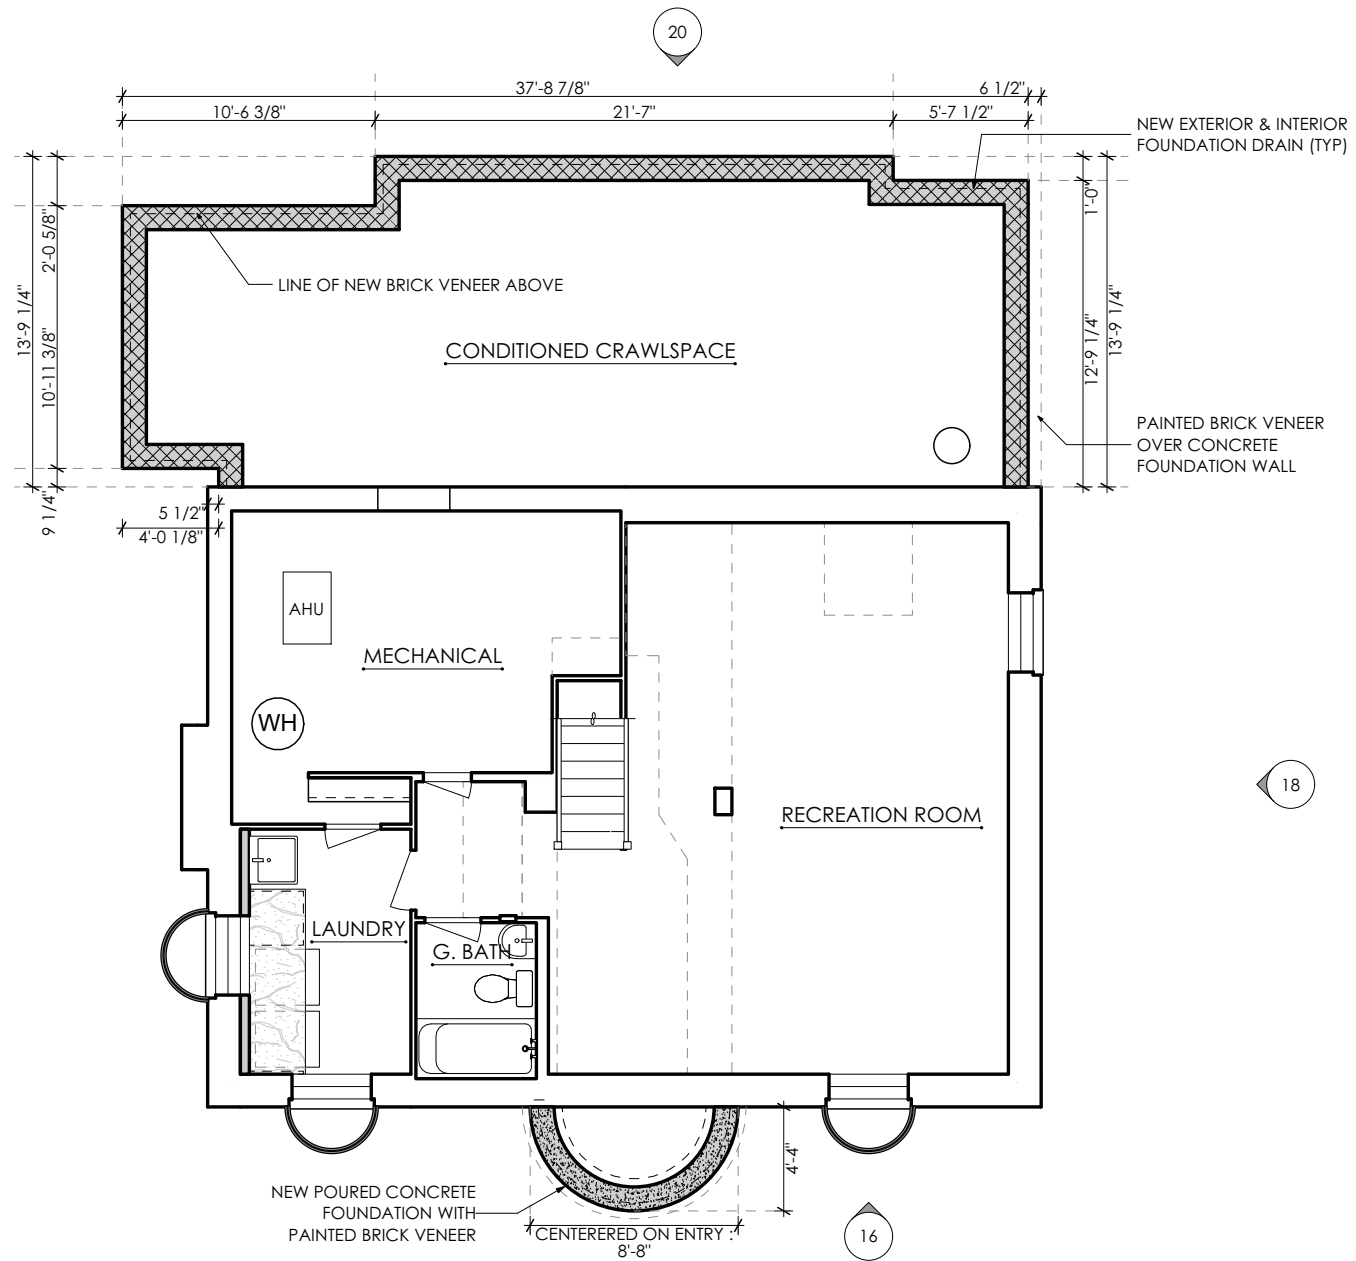 20
37'-8 7/8"
6 1/2"
10'-6 3/8"
21'-7"
5'-7 1/2"
NEW EXTERIOR & INTERIOR
FOUNDATION DRAIN (TYP)
13'-9 1/4"
2'-0 5/8"
10'-11 3/8"
9 1/4"
1'-0"
12'-9 1/4"
13'-9 1/4"
LINE OF NEW BRICK VENEER ABOVE
CONDITIONED CRAWLSPACE
PAINTED BRICK VENEER
OVER CONCRETE
FOUNDATION WALL
5 1/2"
4'-0 1/8"
AHU
MECHANICAL
WH
RECREATION ROOM
18
LAUNDRY
G. BATH
4'-4"
NEW POURED CONCRETE
FOUNDATION WITH
PAINTED BRICK VENEER
CENTERERED ON ENTRY :
8'-8"
16